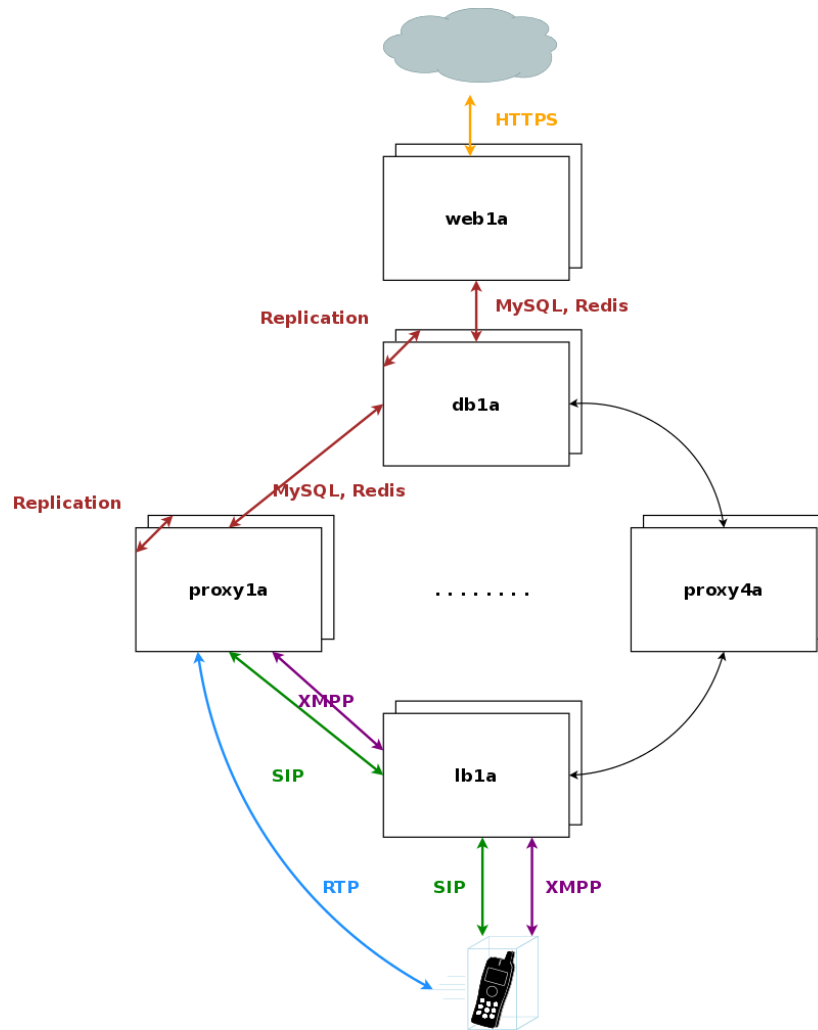 HTTPS
web1a
MySQL, Redis
Replication
db1a
MySQL, Redis
Replication
proxy1a
. . . . . . . .
proxy4a
XMPP
SIP
lb1a
RTP
SIP
XMPP